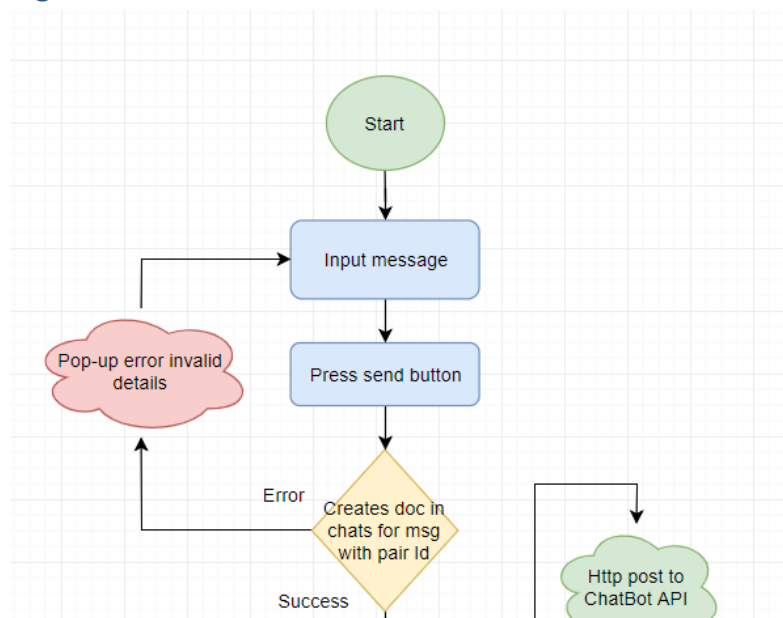 Start
Input message
Pop-up error invalid
details
Press send button
Error
Creates doc in
chats for msg
with pair Id
Http post to
ChatBot API
Success